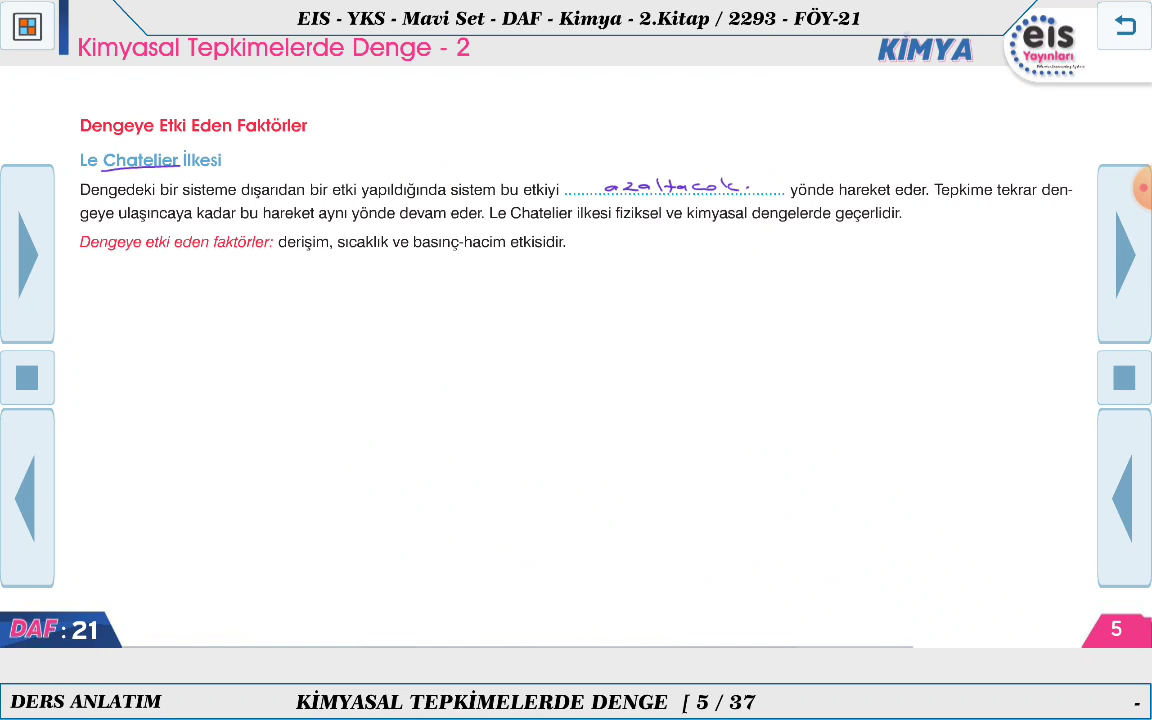 EIS - YKS - Mavi Set - DAF - Kimya - 2.Kitap / 2293 - FÖY-21
Kimyasal Tepkimelerde Denge - 2
KİMYA
eis
Yayınları
Dengeye Etki Eden Faktörler
Le Chatelier İlkesi
Dengedeki bir sisteme dışarıdan bir etki yapıldığında sistem bu etkiyi azaltacak. yönde hareket eder. Tepkime tekrar den-
geye ulaşıncaya kadar bu hareket aynı yönde devam eder. Le Chatelier ilkesi fiziksel ve kimyasal dengelerde geçerlidir.
Dengeye etki eden faktörler: derişim, sıcaklık ve basınç-hacim etkisidir.
DAF : 21
5
DERS ANLATIM
KİMYASAL TEPKİMELERDE DENGE [ 5 / 37
-